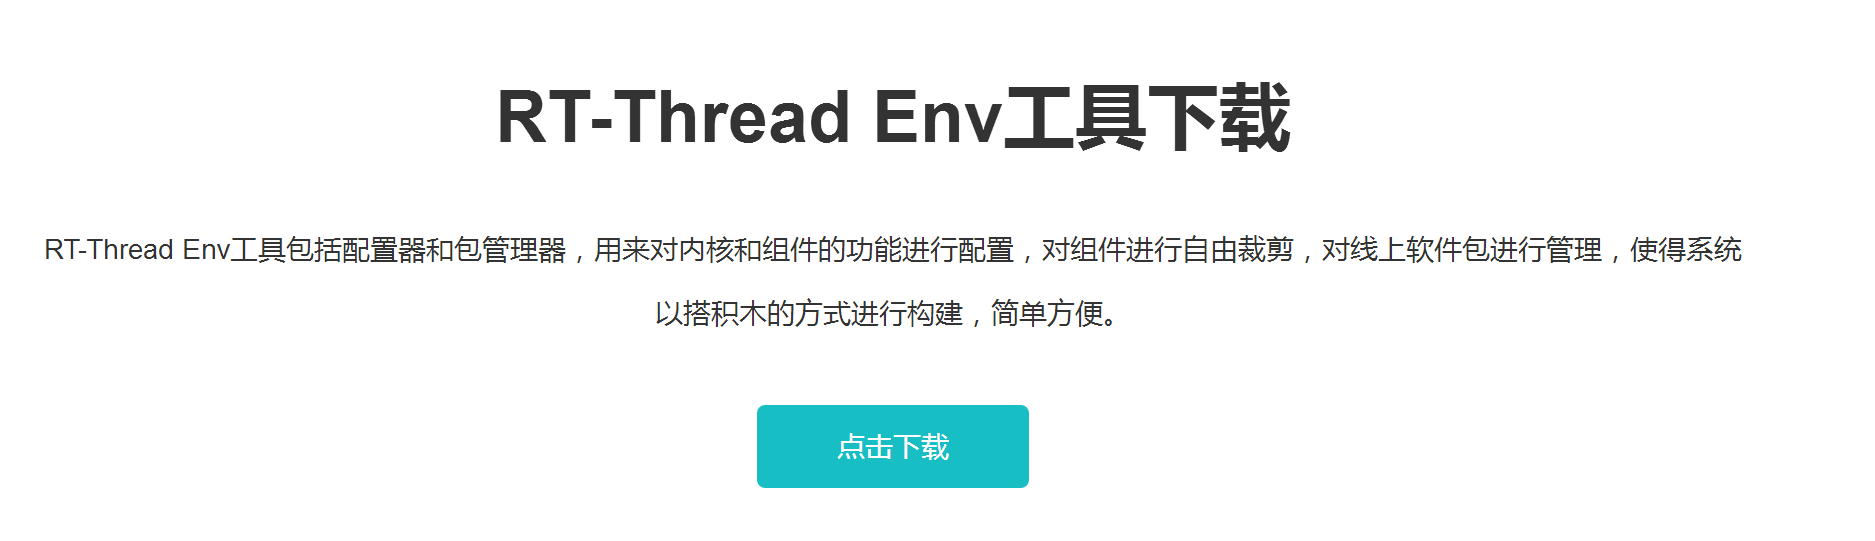 RT-Thread Env工具下载
RT-Thread Env工具包括配置器和包管理器，用来对内核和组件的功能进行配置，对组件进行自由裁剪，对线上软件包进行管理，使得系统
以搭积木的方式进行构建，简单方便。
点击下载